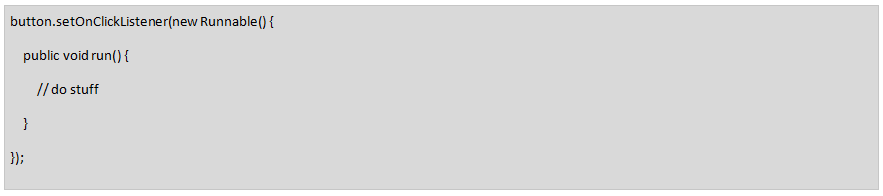 button.setOnClickListener(new Runnable() {
public void run() {
// do stuff
}
});